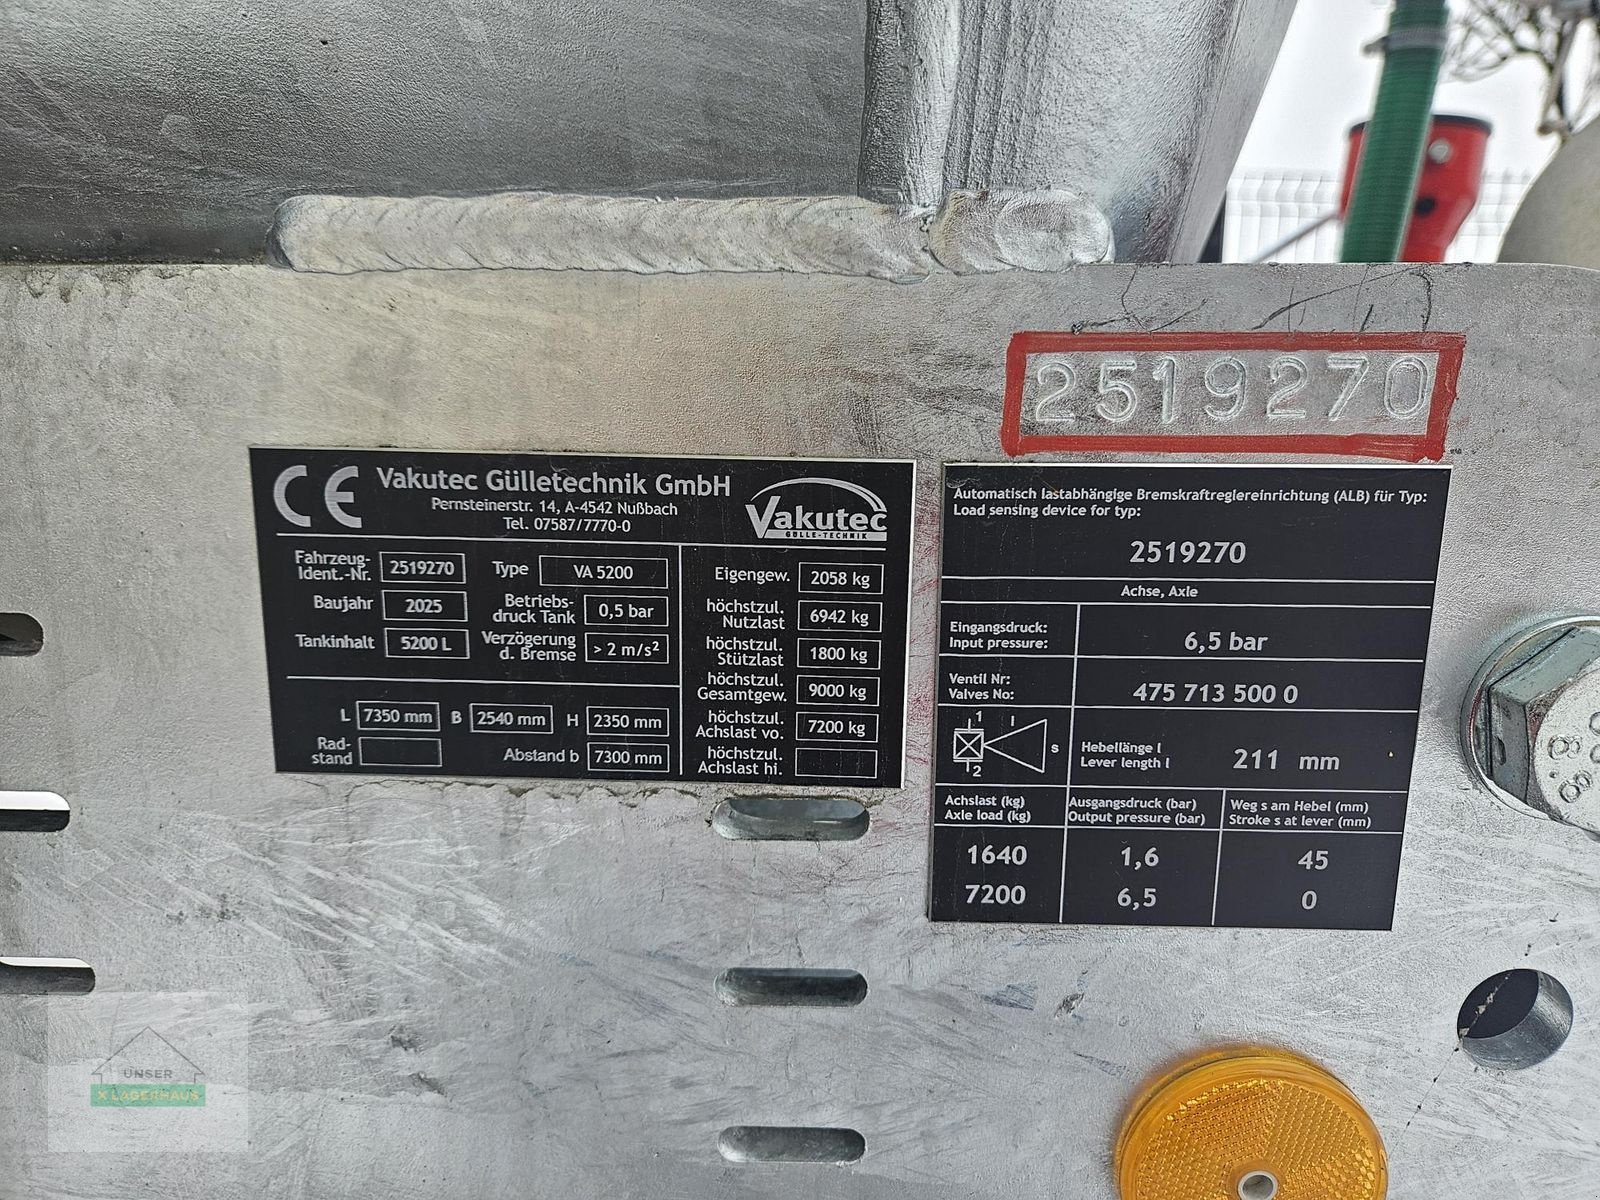 2519270
CE Vakutec Gülletechnik GmbH
Pernsteinerstr. 14, A-4542 Nußbach
Tel. 07587/7770-0
Vakutec
GÜLLE-TECHNIK
Fahrzeug-
Ident.-Nr. 2519270
Type VA 5200
Baujahr 2025
Betriebs-
druck Tank 0,5 bar
Tankinhalt 5200 L
Verzögerung
d. Bremse > 2 m/s²
L 7350 mm B 2540 mm H 2350 mm
Rad-
stand
Abstand b 7300 mm
Eigengew. 2058 kg
höchstzul.
Nutzlast 6942 kg
höchstzul.
Stützlast 1800 kg
höchstzul.
Gesamtgew. 9000 kg
höchstzul.
Achslast vo. 7200 kg
höchstzul.
Achslast hi.
Automatisch lastabhängige Bremskraftreglereinrichtung (ALB) für Typ:
Load sensing device for typ:
2519270
Achse, Axle
Eingangsdruck:
Input pressure: 6,5 bar
Ventil Nr:
Valves No: 475 713 500 0
1 l
s
2
Hebellänge l
Lever length l 211 mm
Achslast (kg) Ausgangsdruck (bar) Weg s am Hebel (mm)
Axle load (kg) Output pressure (bar) Stroke s at lever (mm)
1640 1,6 45
7200 6,5 0
8.8
UNSER
X LAGERHAUS